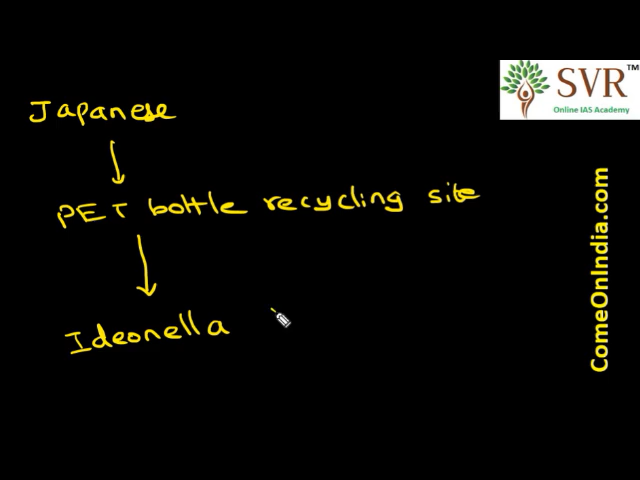 SVR™
Online IAS Academy
Japanese
PET bottle recycling site
Ideonella
ComeOnIndia.com